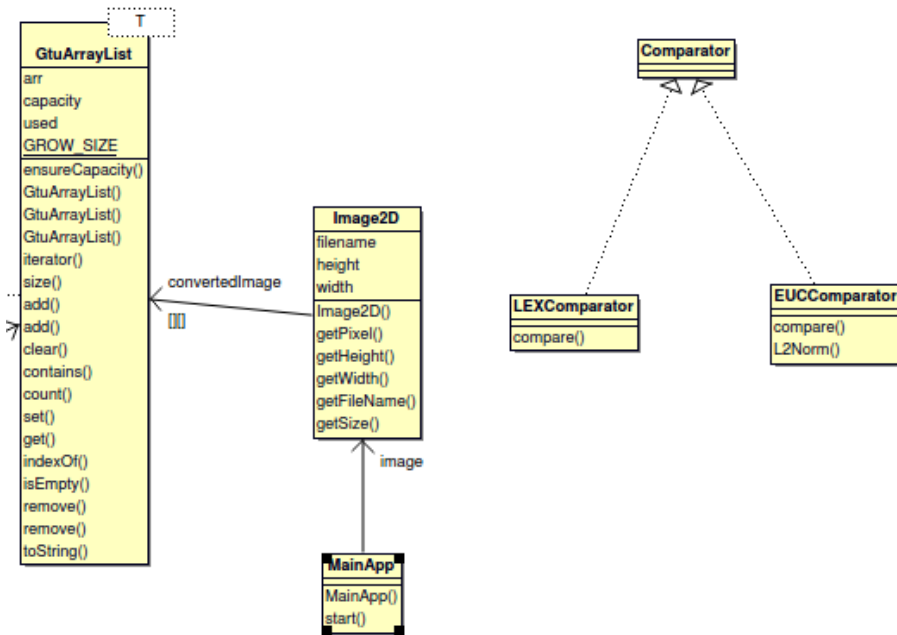 T
GtuArrayList
arr
capacity
used
GROW_SIZE
ensureCapacity()
GtuArrayList()
GtuArrayList()
GtuArrayList()
iterator()
size()
add()
add()
clear()
contains()
count()
set()
get()
indexOf()
isEmpty()
remove()
remove()
toString()
convertedImage
[][]
Image2D
filename
height
width
Image2D()
getPixel()
getHeight()
getWidth()
getFileName()
getSize()
image
MainApp
MainApp()
start()
Comparator
LEXComparator
compare()
EUCComparator
compare()
L2Norm()